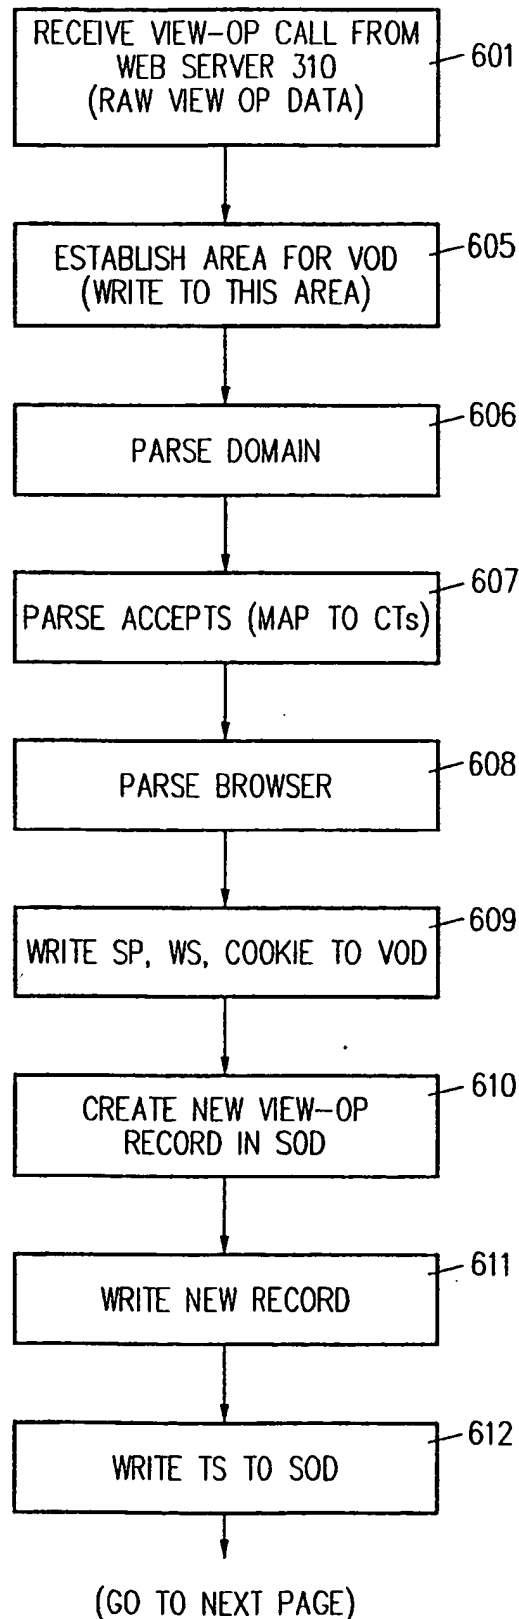 RECEIVE VIEW-OP CALL FROM
WEB SERVER 310
(RAW VIEW OP DATA)
601
ESTABLISH AREA FOR VOD
(WRITE TO THIS AREA)
605
PARSE DOMAIN
606
PARSE ACCEPTS (MAP TO CTs)
607
PARSE BROWSER
608
WRITE SP, WS, COOKIE TO VOD
609
CREATE NEW VIEW-OP
RECORD IN SOD
610
WRITE NEW RECORD
611
WRITE TS TO SOD
612
(GO TO NEXT PAGE)